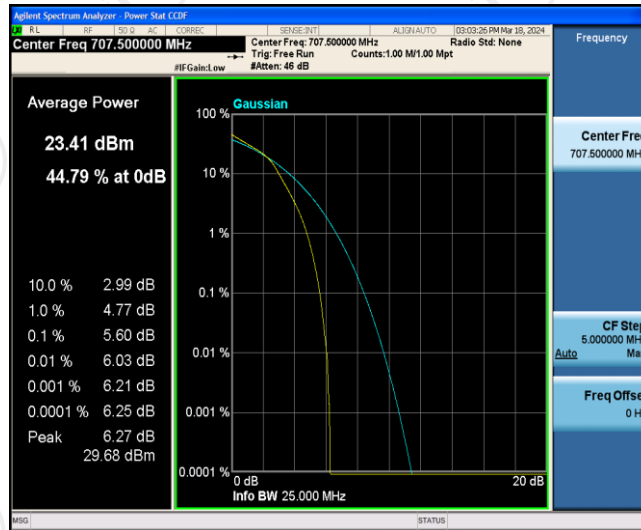 Agilent Spectrum Analyzer - Power Stat CCDF
RL RF 50 Ω AC CORREC SENSE:INT ALIGN AUTO 03:03:26 PM Mar 18, 2024
Center Freq 707.500000 MHz
Center Freq: 707.500000 MHz Radio Std: None
Trig: Free Run Counts:1.00 M/1.00 Mpt
#IFGain:Low #Atten: 46 dB
Frequency
Average Power
23.41 dBm
44.79 % at 0dB
10.0 % 2.99 dB
1.0 % 4.77 dB
0.1 % 5.60 dB
0.01 % 6.03 dB
0.001 % 6.21 dB
0.0001 % 6.25 dB
Peak 6.27 dB
29.68 dBm
Gaussian
100 %
10 %
1 %
0.1 %
0.01 %
0.001 %
0.0001 %
0 dB 20 dB
Info BW 25.000 MHz
Center Fre
707.500000 MH
CF Ste
5.000000 MH
Auto Ma
Freq Offse
0 H
MSG STATUS